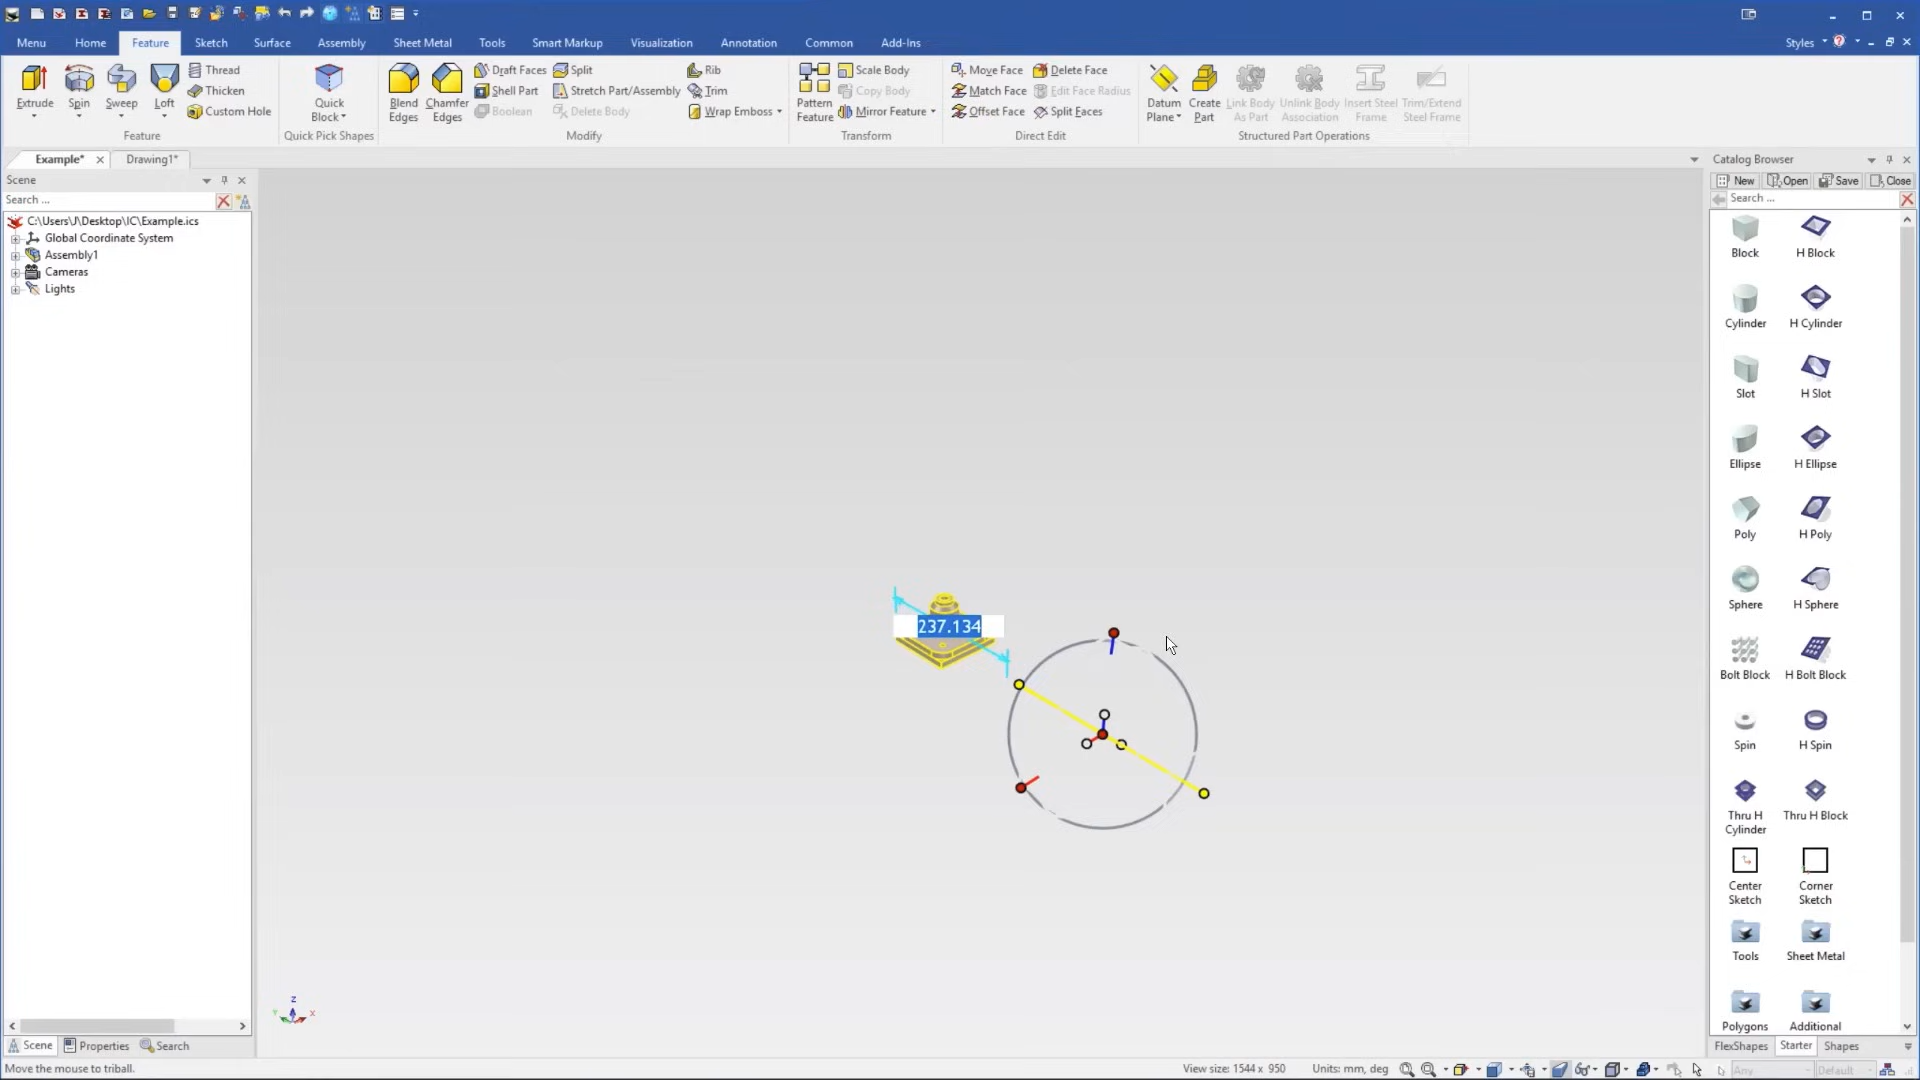 Menu Home Feature Sketch Surface Assembly Sheet Metal Tools Smart Markup Visualization Annotation Common Add-Ins Styles
Extrude Spin Sweep Loft Thread Thicken Custom Hole
Feature
Quick Block
Quick Pick Shapes
Blend Edges Chamfer Edges Draft Faces Shell Part Boolean Split Stretch Part/Assembly Delete Body Rib Trim Wrap Emboss
Modify
Pattern Feature Scale Body Copy Body Mirror Feature
Transform
Move Face Match Face Offset Face Delete Face Edit Face Radius Split Faces
Direct Edit
Datum Plane Create Part Link Body As Part Unlink Body Association Insert Steel Frame Trim/Extend Steel Frame
Structured Part Operations
Example* Drawing1*
Scene
Search ...
C:\Users\J\Desktop\IC\Example.ics
Global Coordinate System
Assembly1
Cameras
Lights
237.134
Z
Y X
Catalog Browser
New Open Save Close
Search ...
Block H Block
Cylinder H Cylinder
Slot H Slot
Ellipse H Ellipse
Poly H Poly
Sphere H Sphere
Bolt Block H Bolt Block
Spin H Spin
Thru H Cylinder Thru H Block
Center Sketch Corner Sketch
Tools Sheet Metal
Polygons Additional
Scene Properties Search
FlexShapes Starter Shapes
Move the mouse to triball.
View size: 1544 x 950 Units: mm, deg Any Default